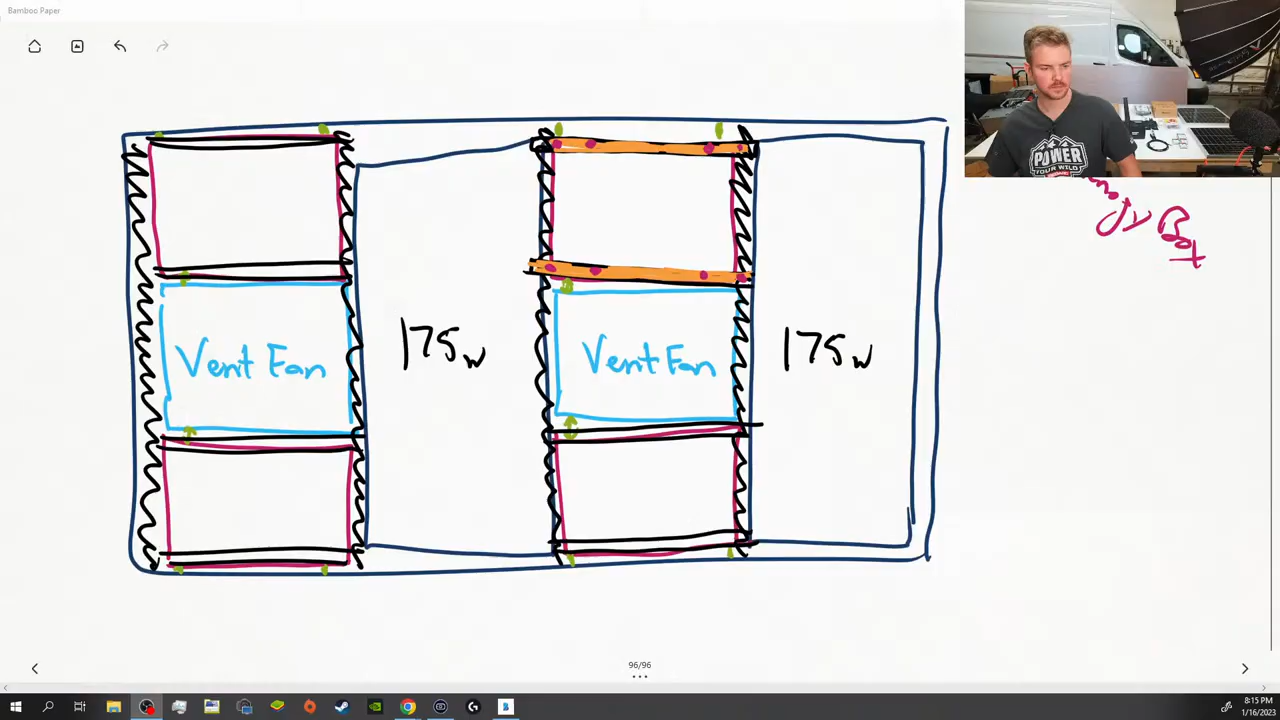 Bamboo Paper
POWER
YOUR WILD
Box
Vent Fan
175w
Vent Fan
175w
96/96
8:15 PM
1/16/2023